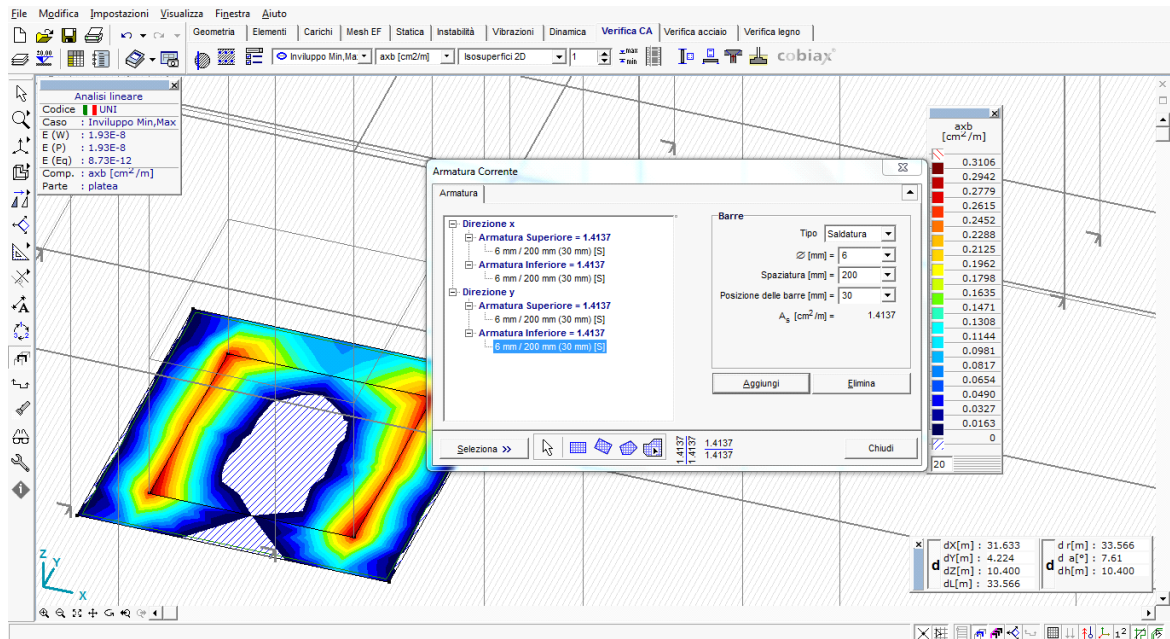 File Modifica Impostazioni Visualizza Finestra Aiuto
Geometria Elementi Carichi Mesh EF Statica Instabilità Vibrazioni Dinamica Verifica CA Verifica acciaio Verifica legno
Inviluppo Min,Ma: axb [cm2/m] Isosuperfici 2D 1 max min cobiax
Analisi lineare
Codice UNI
Caso : Inviluppo Min,Max
E (W) : 1.93E-8
E (P) : 1.93E-8
E (Eq) : 8.73E-12
Comp. : axb [cm2/m]
Parte : platea
axb
[cm2/m]
0.3106
0.2942
0.2779
0.2615
0.2452
0.2288
0.2125
0.1962
0.1798
0.1635
0.1471
0.1308
0.1144
0.0981
0.0817
0.0654
0.0490
0.0327
0.0163
0
20
Armatura Corrente
Armatura
Direzione x
Armatura Superiore = 1.4137
6 mm / 200 mm (30 mm) [S]
Armatura Inferiore = 1.4137
6 mm / 200 mm (30 mm) [S]
Direzione y
Armatura Superiore = 1.4137
6 mm / 200 mm (30 mm) [S]
Armatura Inferiore = 1.4137
6 mm / 200 mm (30 mm) [S]
Barre
Tipo Saldatura
∅ [mm] = 6
Spaziatura [mm] = 200
Posizione delle barre [mm] = 30
As [cm2/m] = 1.4137
Aggiungi Elimina
Seleziona >> 1.4137 1.4137 1.4137 1.4137 Chiudi
Z
Y
X
d
dX[m] : 31.633
dY[m] : 4.224
dZ[m] : 10.400
dL[m] : 33.566
d
d r[m] : 33.566
d a[°] : 7.61
dh[m] : 10.400